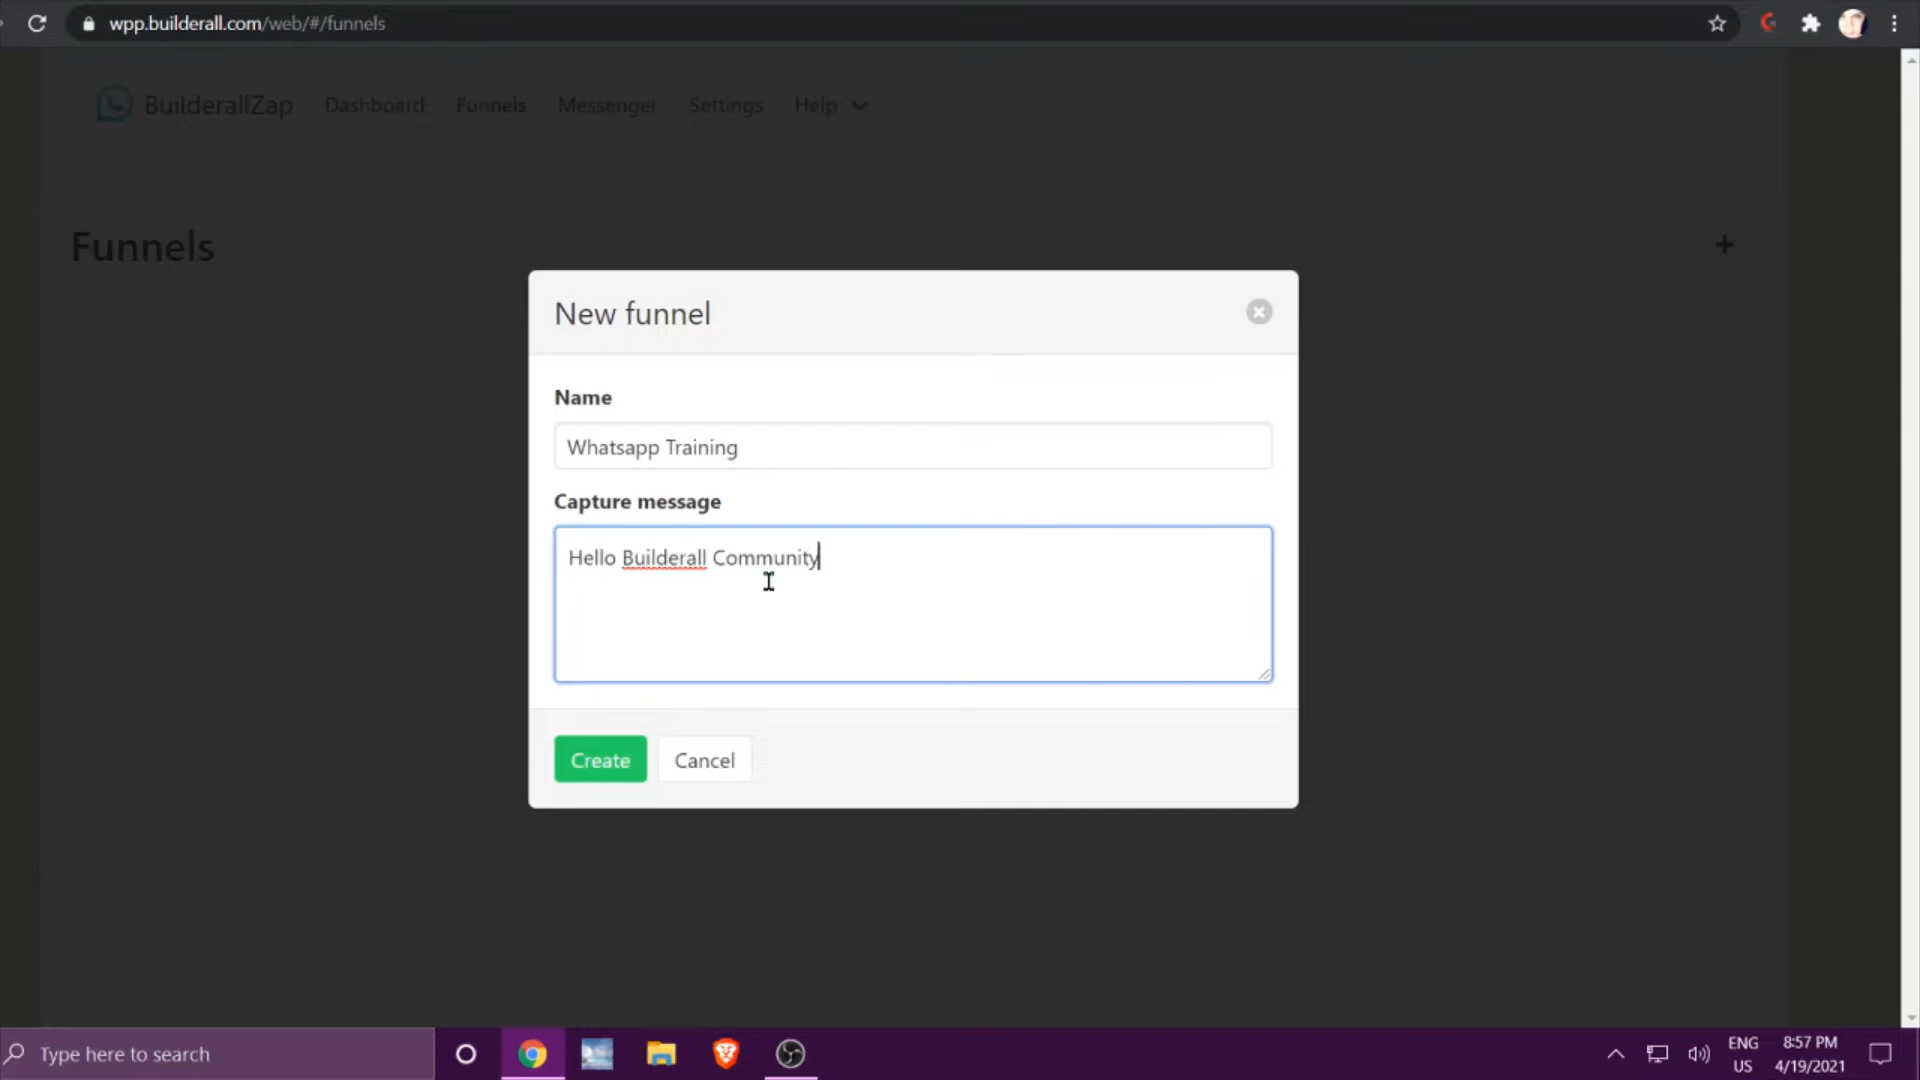 wpp.builderall.com/web/#/funnels
BuilderallZap Dashboard Funnels Messenger Settings Help
Funnels
+
New funnel
Name
Whatsapp Training
Capture message
Hello Builderall Community
Create Cancel
Type here to search
ENG 8:57 PM
US 4/19/2021